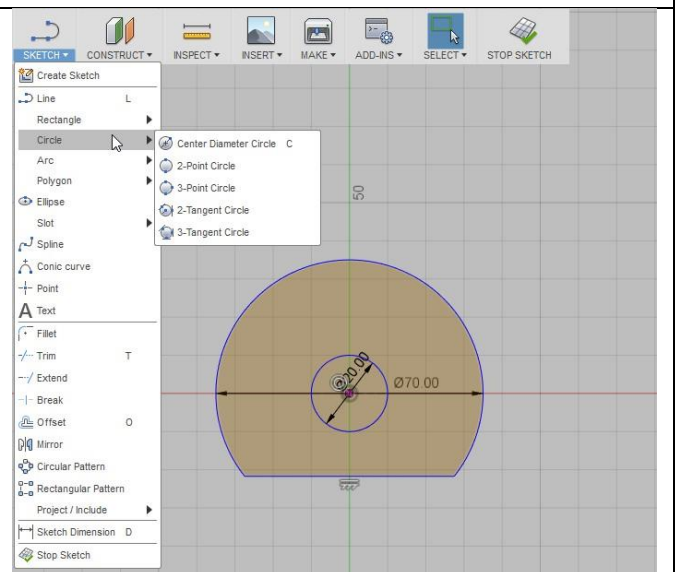 SKETCH ▾ CONSTRUCT ▾ INSPECT ▾ INSERT ▾ MAKE ▾ ADD-INS ▾ SELECT ▾ STOP SKETCH
Create Sketch
Line L
Rectangle
Circle
Center Diameter Circle C
2-Point Circle
3-Point Circle
2-Tangent Circle
3-Tangent Circle
Arc
Polygon
Ellipse
Slot
Spline
Conic curve
Point
Text
Fillet
Trim T
Extend
Break
Offset O
Mirror
Circular Pattern
Rectangular Pattern
Project / Include
Sketch Dimension D
Stop Sketch
50
Ø20.00
Ø70.00